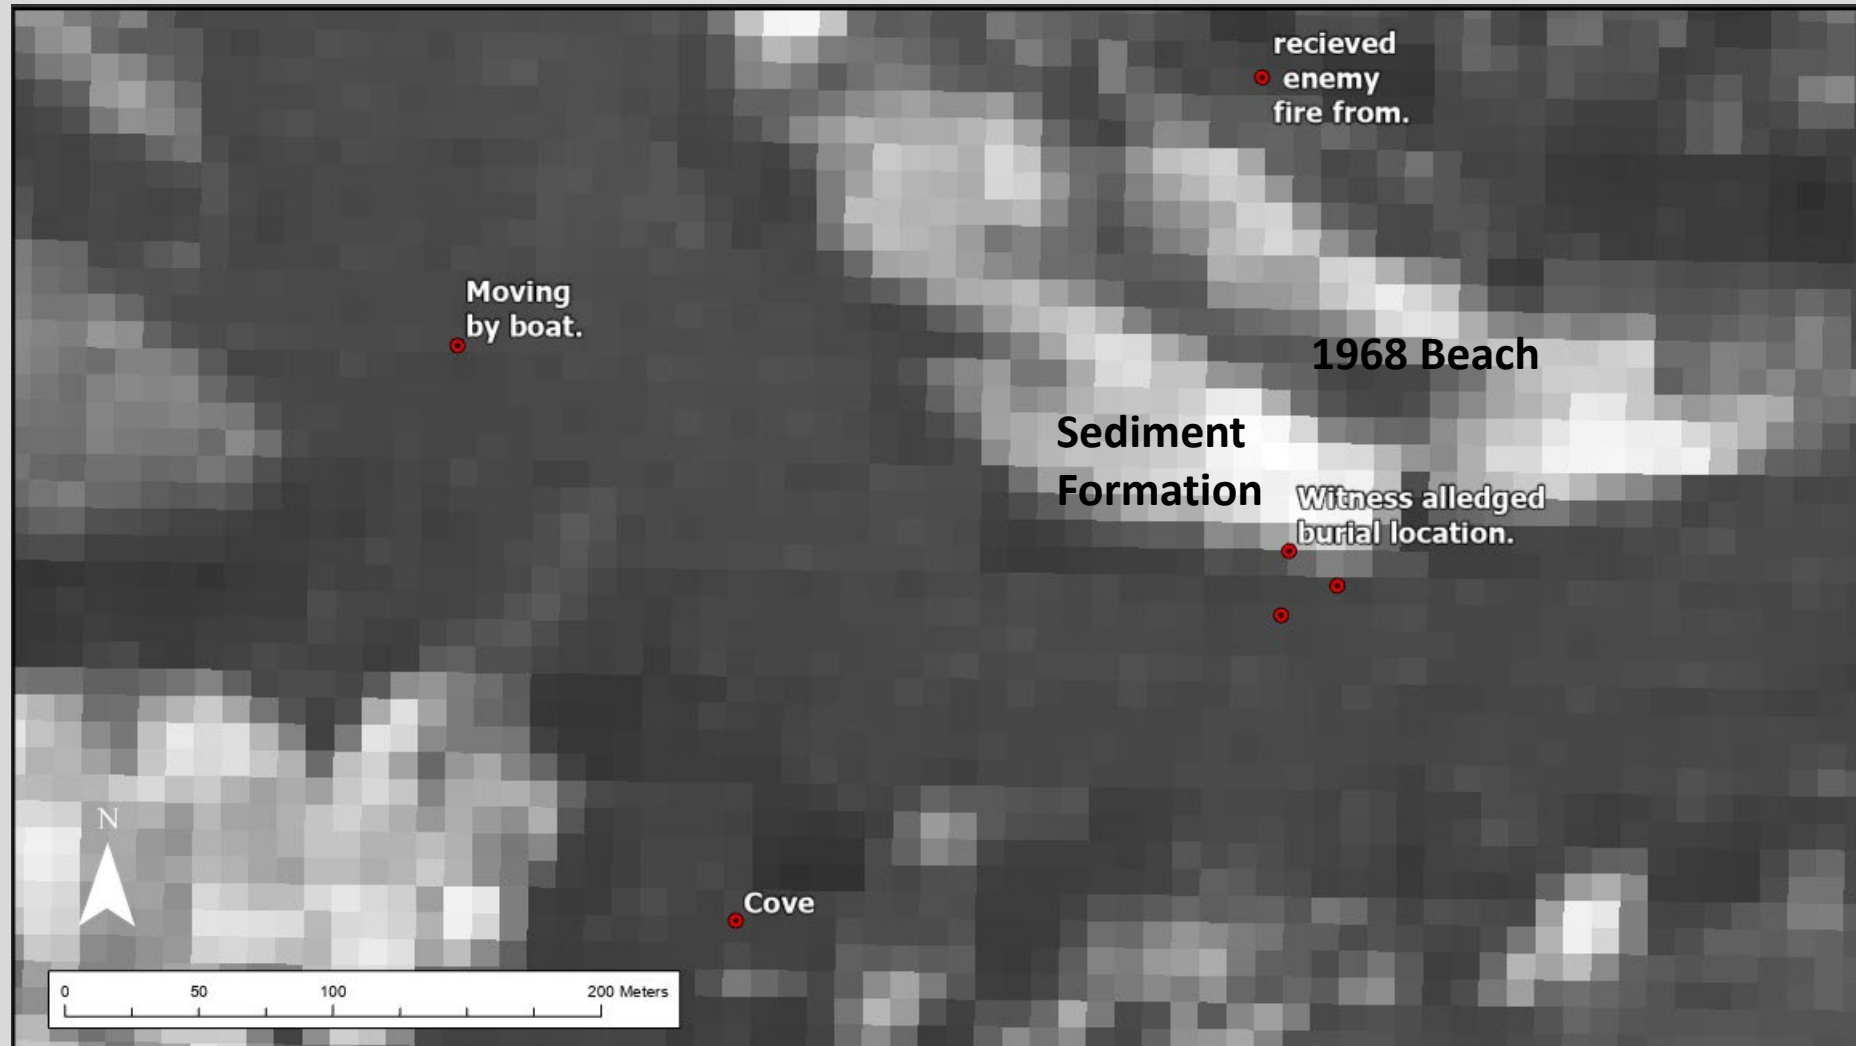 recieved
enemy
fire from.
Moving
by boat.
1968 Beach
Sediment
Formation
Witness alledged
burial location.
N
Cove
0 50 100 200 Meters